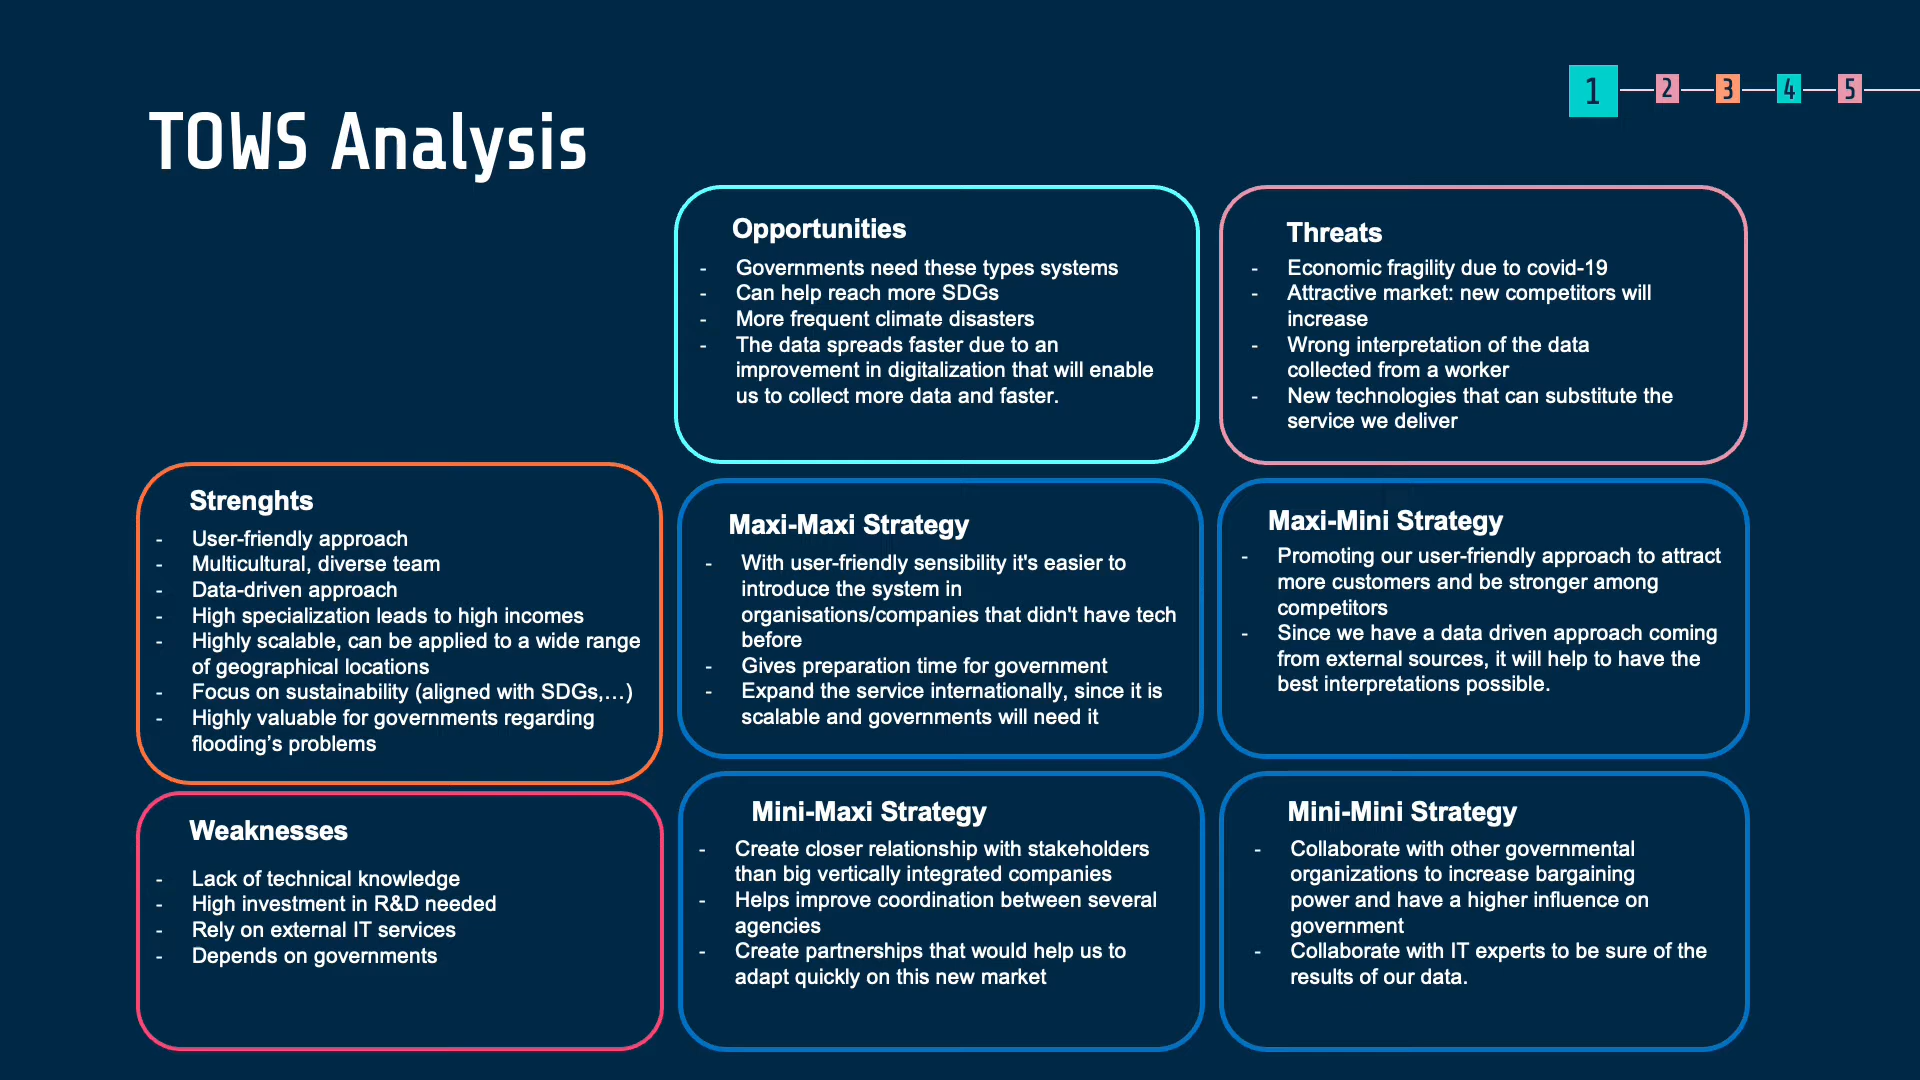 1 2 3 4 5
TOWS Analysis
Opportunities
- Governments need these types systems
- Can help reach more SDGs
- More frequent climate disasters
- The data spreads faster due to an
improvement in digitalization that will enable
us to collect more data and faster.
Threats
- Economic fragility due to covid-19
- Attractive market: new competitors will
increase
- Wrong interpretation of the data
collected from a worker
- New technologies that can substitute the
service we deliver
Strenghts
- User-friendly approach
- Multicultural, diverse team
- Data-driven approach
- High specialization leads to high incomes
- Highly scalable, can be applied to a wide range
of geographical locations
- Focus on sustainability (aligned with SDGs,…)
- Highly valuable for governments regarding
flooding’s problems
Maxi-Maxi Strategy
- With user-friendly sensibility it's easier to
introduce the system in
organisations/companies that didn't have tech
before
- Gives preparation time for government
- Expand the service internationally, since it is
scalable and governments will need it
Maxi-Mini Strategy
- Promoting our user-friendly approach to attract
more customers and be stronger among
competitors
- Since we have a data driven approach coming
from external sources, it will help to have the
best interpretations possible.
Weaknesses
- Lack of technical knowledge
- High investment in R&D needed
- Rely on external IT services
- Depends on governments
Mini-Maxi Strategy
- Create closer relationship with stakeholders
than big vertically integrated companies
- Helps improve coordination between several
agencies
- Create partnerships that would help us to
adapt quickly on this new market
Mini-Mini Strategy
- Collaborate with other governmental
organizations to increase bargaining
power and have a higher influence on
government
- Collaborate with IT experts to be sure of the
results of our data.